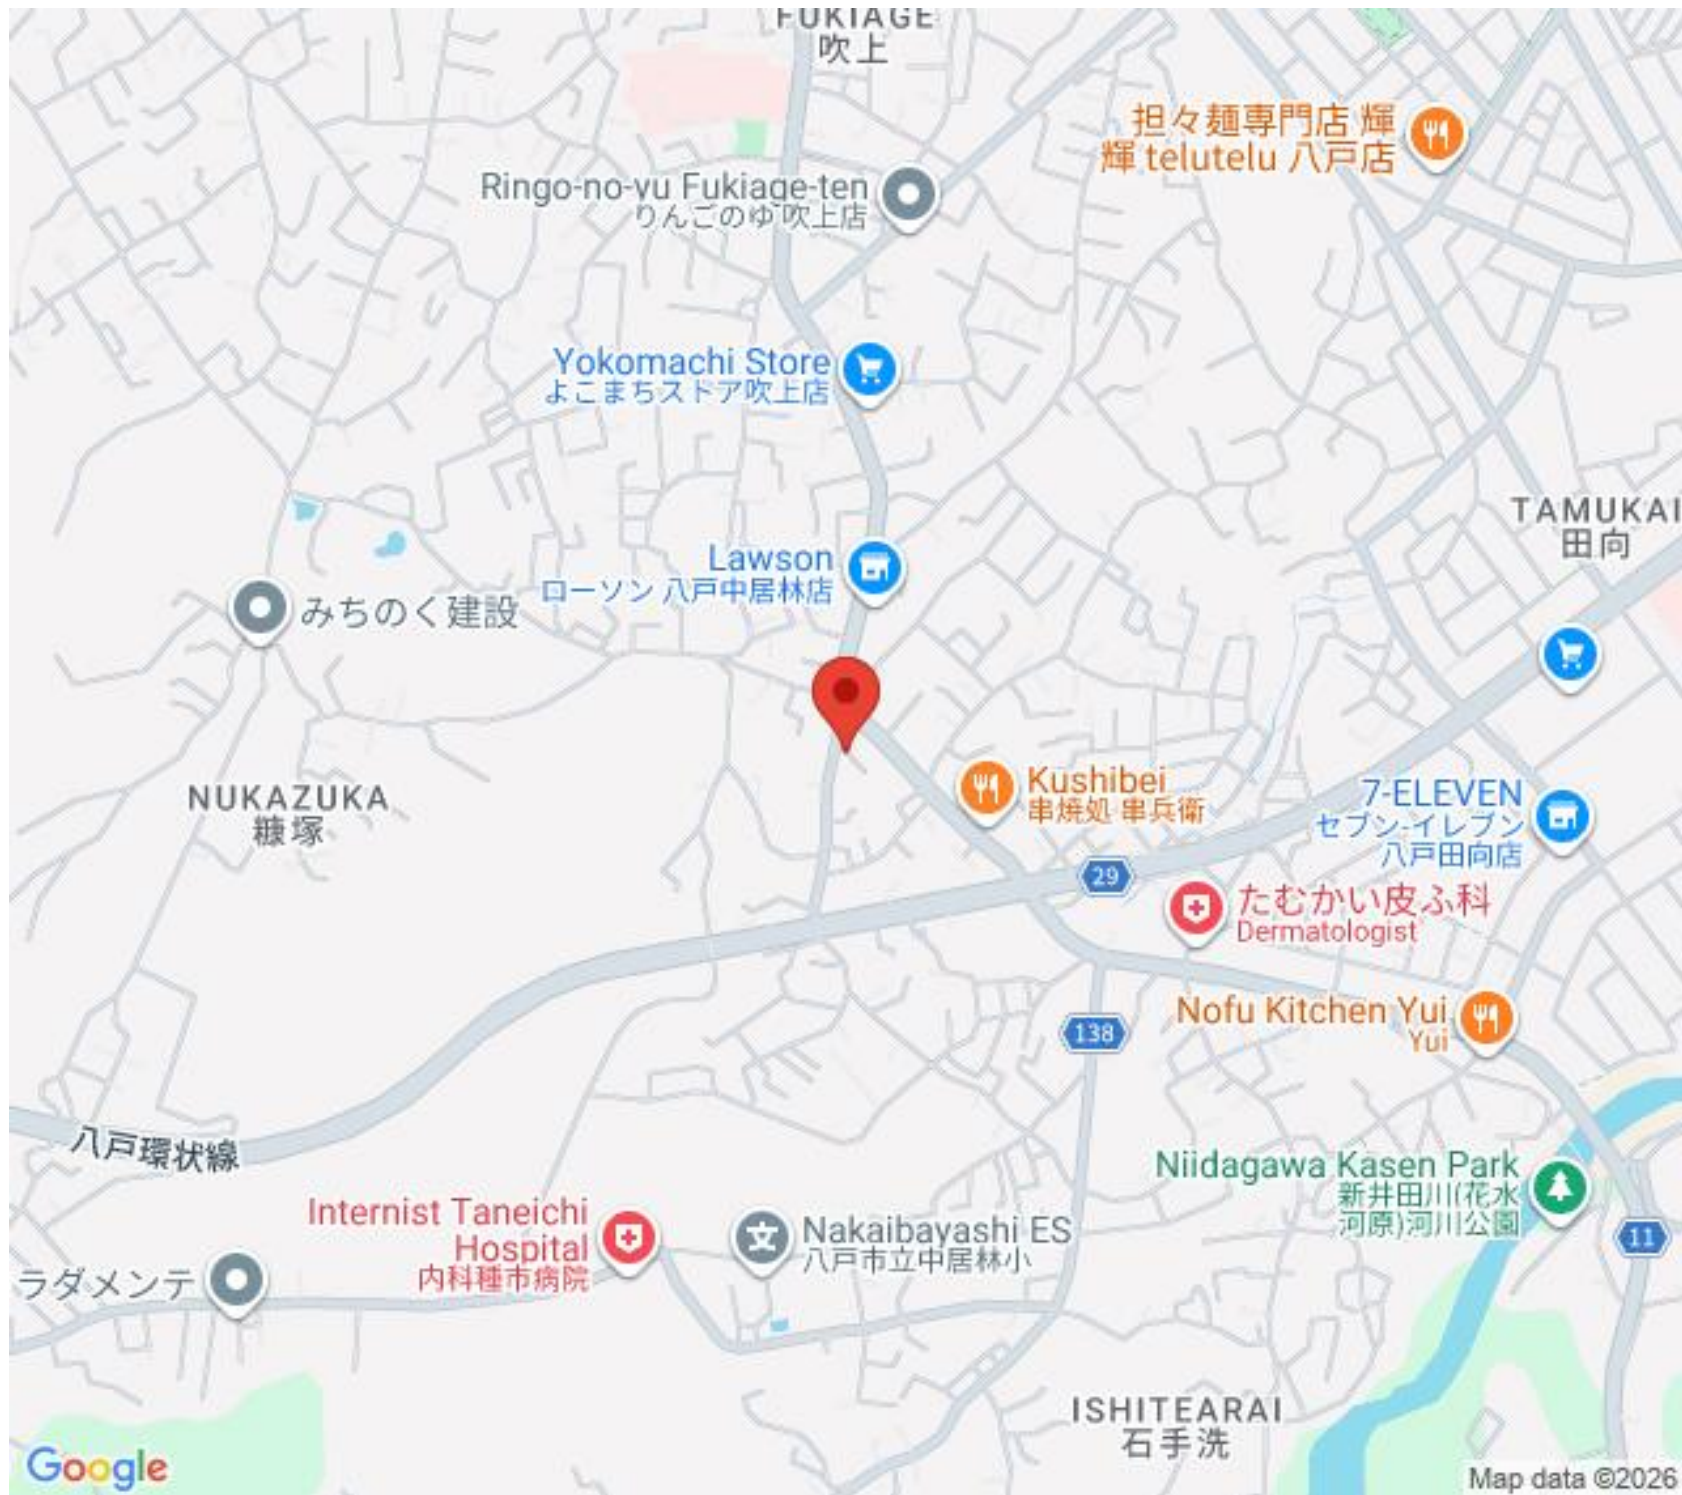 FUKIAGE
吹上
担々麺専門店 輝
輝 telutelu 八戸店
Ringo-no-yu Fukiage-ten
りんごのゆ 吹上店
Yokomachi Store
よこまちストア吹上店
TAMUKAI
田向
Lawson
ローソン 八戸中居林店
みちのく建設
NUKAZUKA
糠塚
Kushibei
串焼処 串兵衛
7-ELEVEN
セブン-イレブン
八戸田向店
29
たむかい皮ふ科
Dermatologist
Nofu Kitchen Yui
Yui
138
八戸環状線
Niidagawa Kasen Park
新井田川(花水
河原)河川公園
Internist Taneichi
Hospital
内科種市病院
文
Nakaibayashi ES
八戸市立中居林小
11
ラダメンテ
ISHITEARAI
石手洗
Google
Map data ©2026